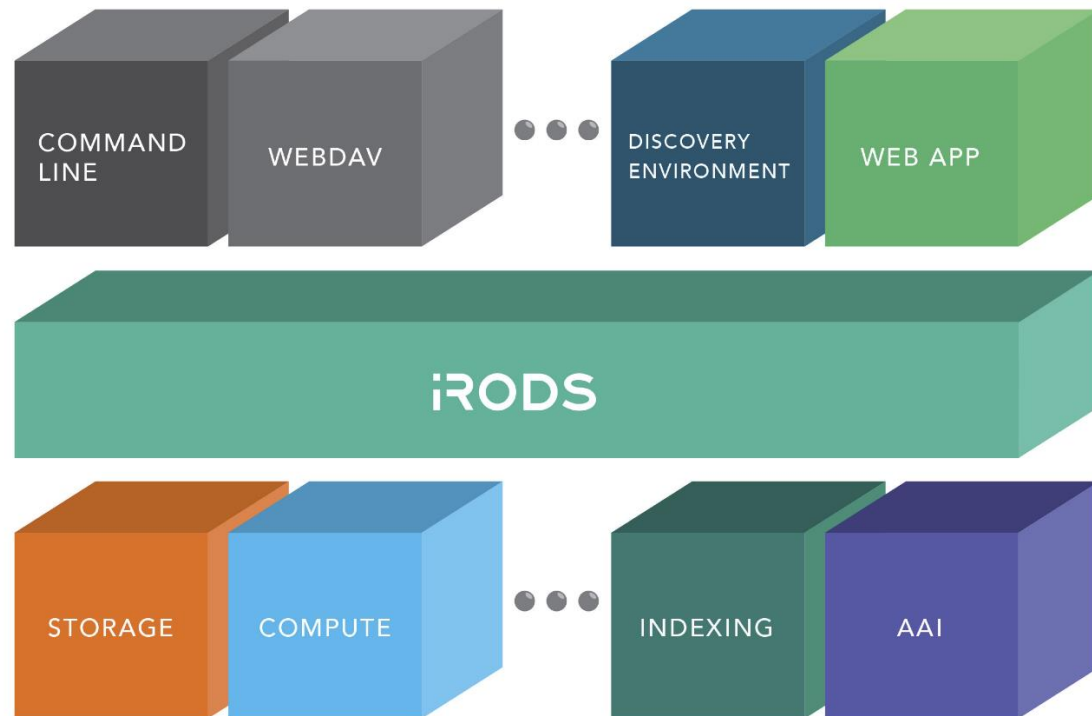 COMMAND
LINE
WEBDAV
DISCOVERY
ENVIRONMENT
WEB APP
iRODS
STORAGE
COMPUTE
INDEXING
AAI